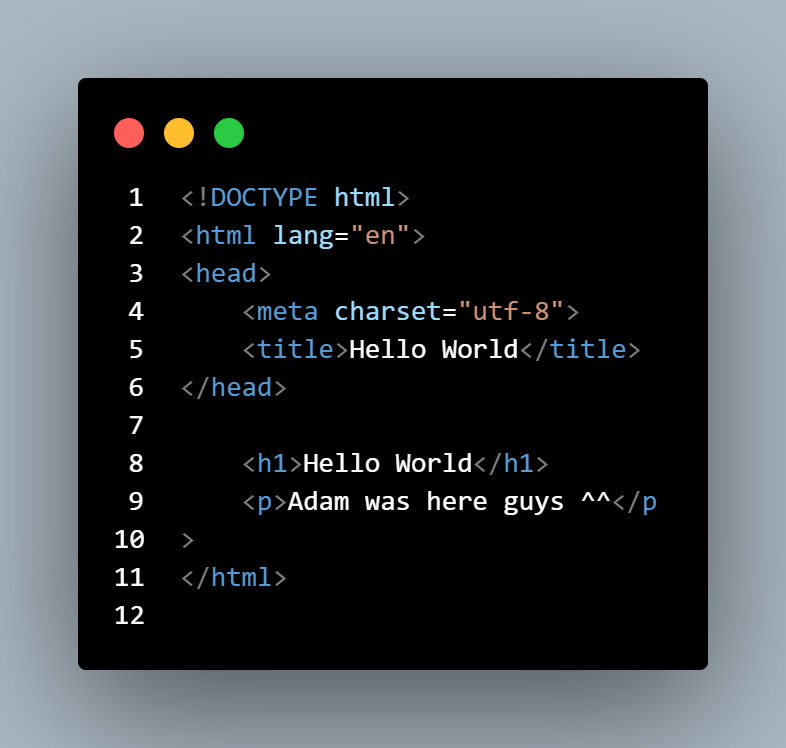 1 <!DOCTYPE html>
2 <html lang="en">
3 <head>
4     <meta charset="utf-8">
5     <title>Hello World</title>
6 </head>
7
8     <h1>Hello World</h1>
9     <p>Adam was here guys ^^</p
10 >
11 </html>
12